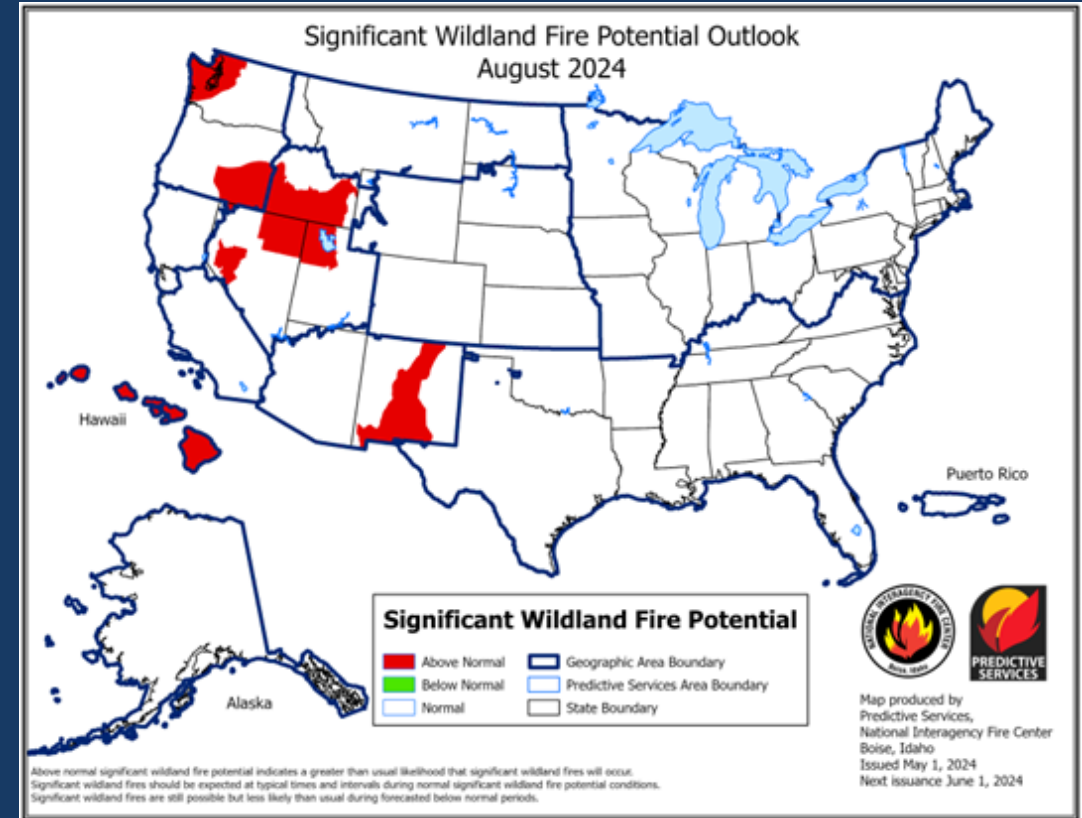 Significant Wildland Fire Potential Outlook
August 2024
Hawaii
Puerto Rico
Alaska
Significant Wildland Fire Potential
Above Normal
Below Normal
Normal
Geographic Area Boundary
Predictive Services Area Boundary
State Boundary
NATIONAL INTERAGENCY FIRE CENTER
Boise, Idaho
PREDICTIVE
SERVICES
Map produced by
Predictive Services,
National Interagency Fire Center
Boise, Idaho
Issued May 1, 2024
Next issuance June 1, 2024
Above normal significant wildland fire potential indicates a greater than usual likelihood that significant wildland fires will occur.
Significant wildland fires should be expected at typical times and intervals during normal significant wildland fire potential conditions.
Significant wildland fires are still possible but less likely than usual during forecasted below normal periods.